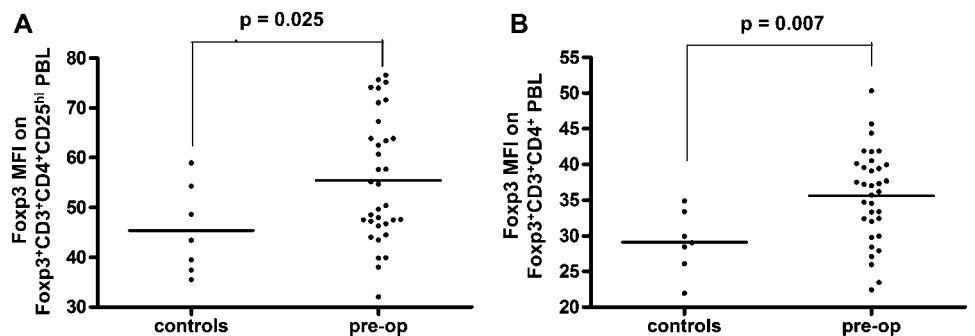 A
p = 0.025
Foxp3 MFI on
Foxp3⁺CD3⁺CD4⁺CD25ʰⁱ PBL
80
70
60
50
40
30
controls
pre-op
B
p = 0.007
Foxp3 MFI on
Foxp3⁺CD3⁺CD4⁺ PBL
55
50
45
40
35
30
25
20
controls
pre-op